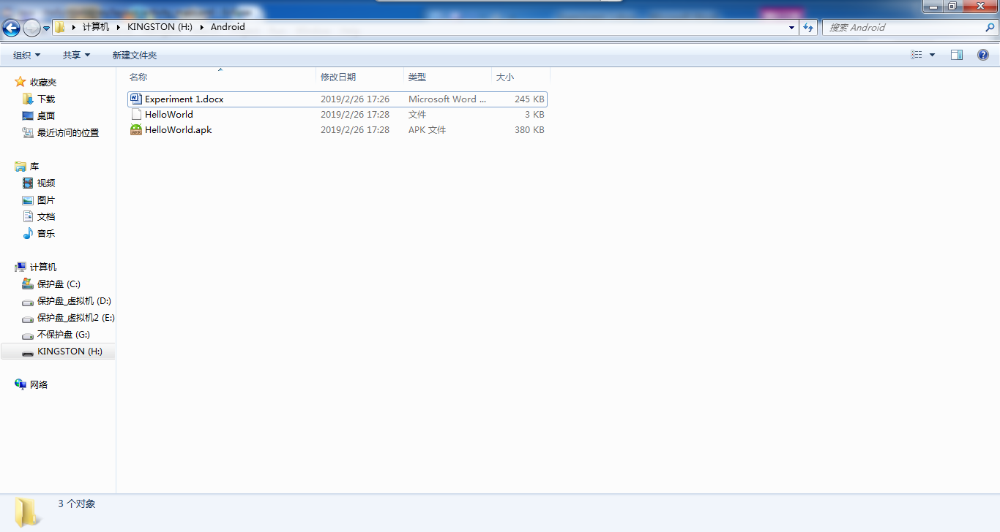 计算机 KINGSTON (H:) Android
搜索 Android
组织 共享 新建文件夹
名称 修改日期 类型 大小
Experiment 1.docx 2019/2/26 17:26 Microsoft Word ... 245 KB
HelloWorld 2019/2/26 17:28 文件 3 KB
HelloWorld.apk 2019/2/26 17:28 APK 文件 380 KB
收藏夹
下载
桌面
最近访问的位置
库
视频
图片
文档
音乐
计算机
保护盘 (C:)
保护盘_虚拟机 (D:)
保护盘_虚拟机2 (E:)
不保护盘 (G:)
KINGSTON (H:)
网络
3 个对象